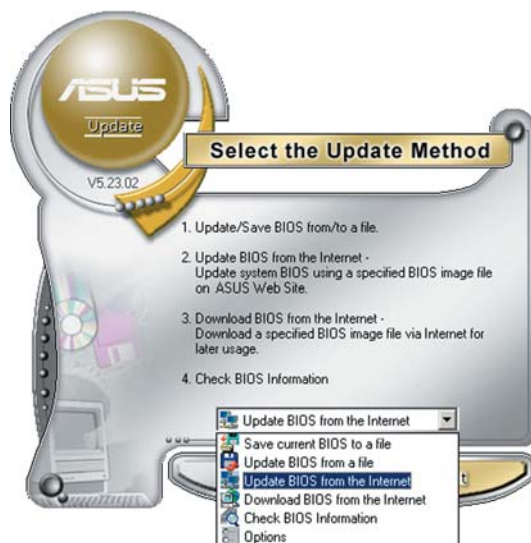 ASUS
Update
V5.23.02
Select the Update Method
1. Update/Save BIOS from/to a file.
2. Update BIOS from the Internet -
Update system BIOS using a specified BIOS image file
on ASUS Web Site.
3. Download BIOS from the Internet -
Download a specified BIOS image file via Internet for
later usage.
4. Check BIOS Information
Update BIOS from the Internet
Save current BIOS to a file
Update BIOS from a file
Update BIOS from the Internet
Download BIOS from the Internet
Check BIOS Information
Options